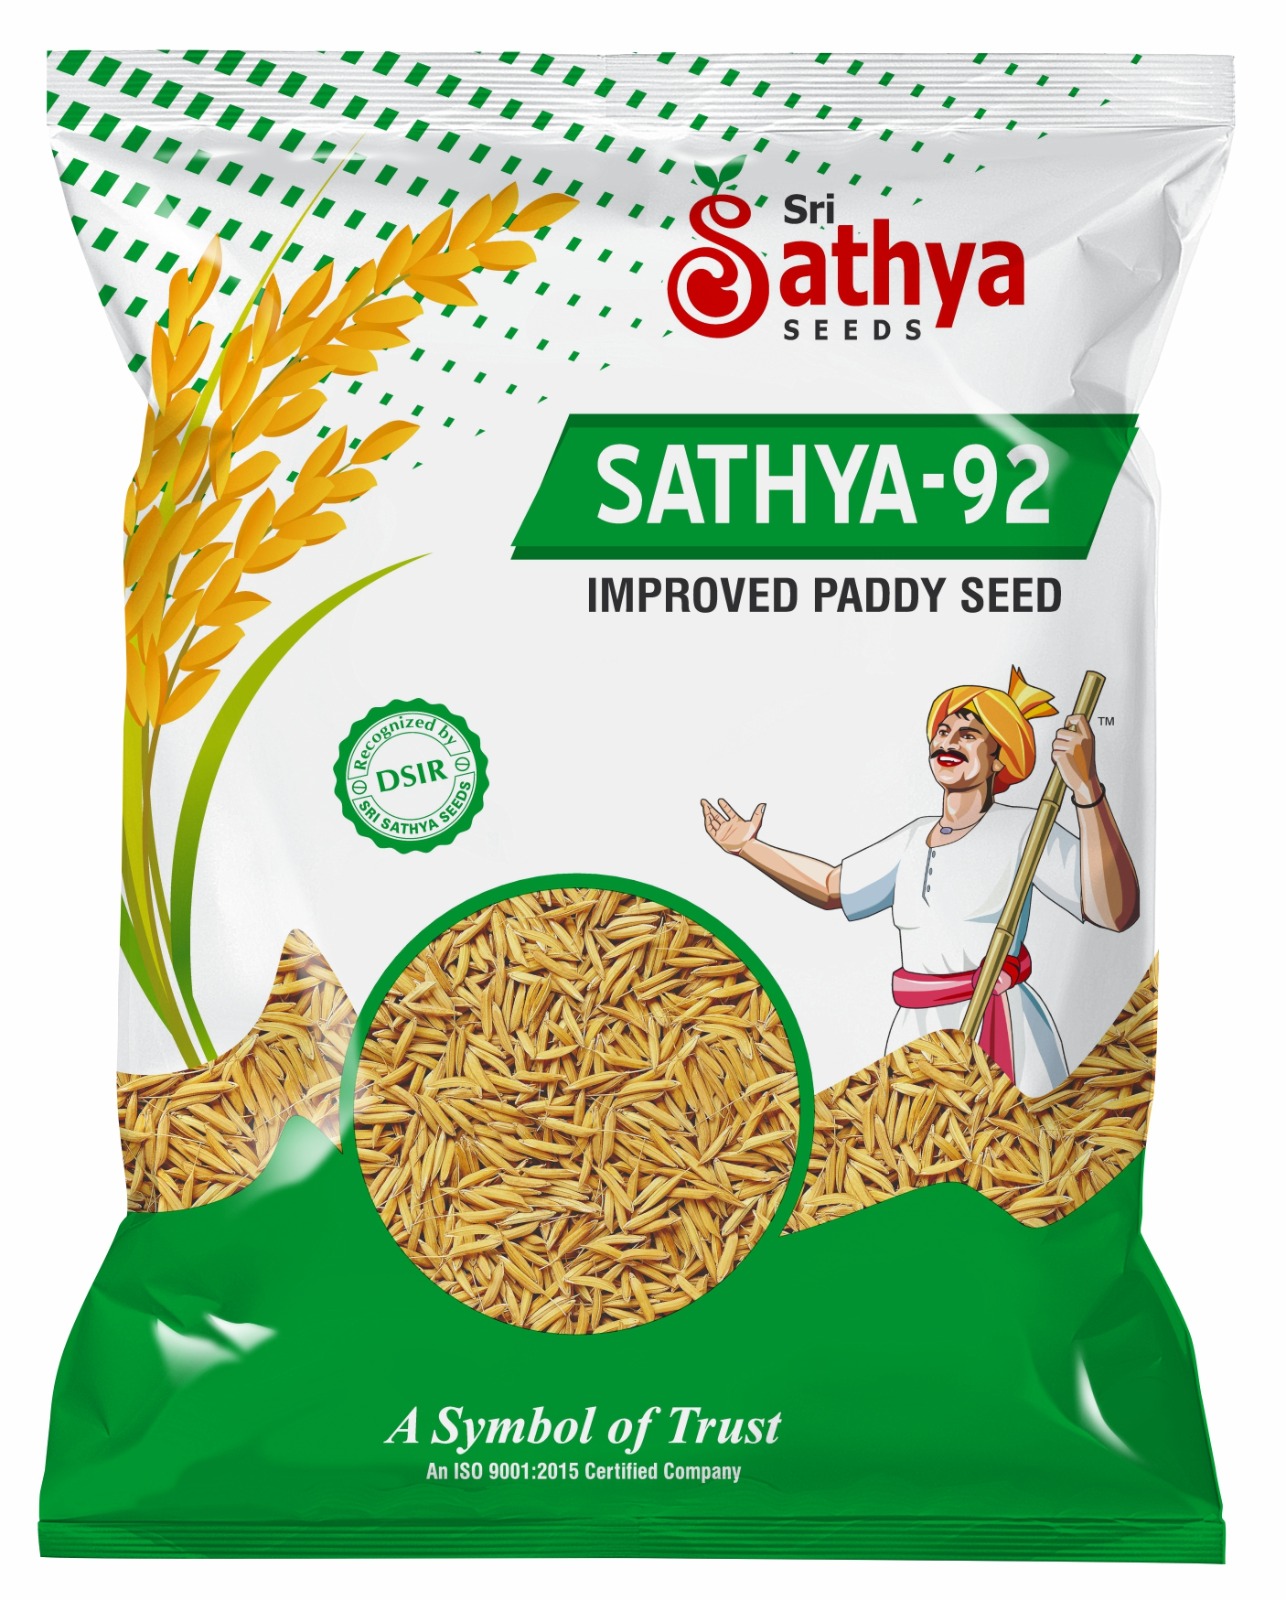 Sri
Sathya
SEEDS
SATHYA-92
IMPROVED PADDY SEED
TM
Recognized by
DSIR
SRI SATHYA SEEDS
A Symbol of Trust
An ISO 9001:2015 Certified Company